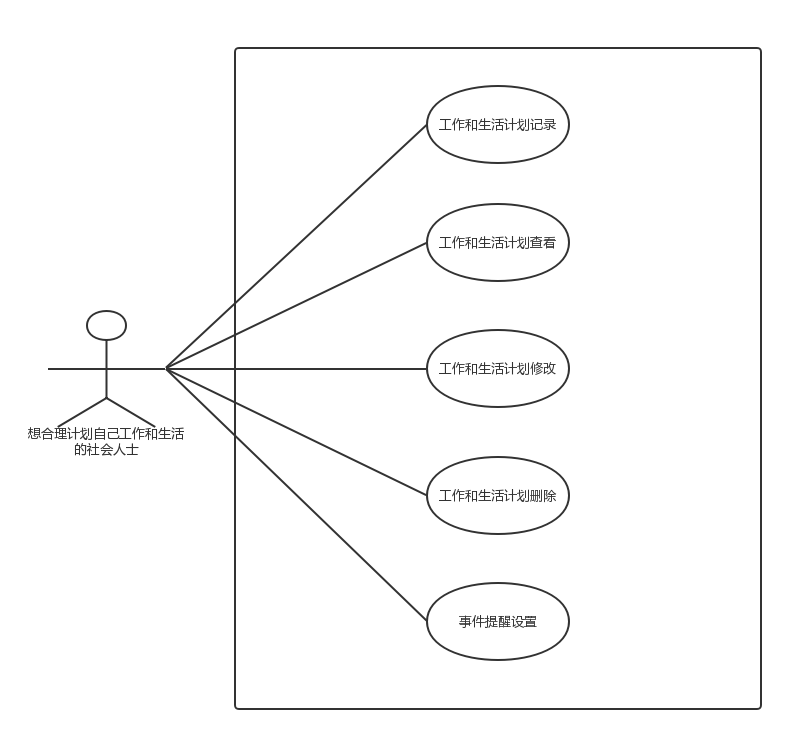 工作和生活计划记录
工作和生活计划查看
工作和生活计划修改
想合理计划自己工作和生活
的社会人士
工作和生活计划删除
事件提醒设置